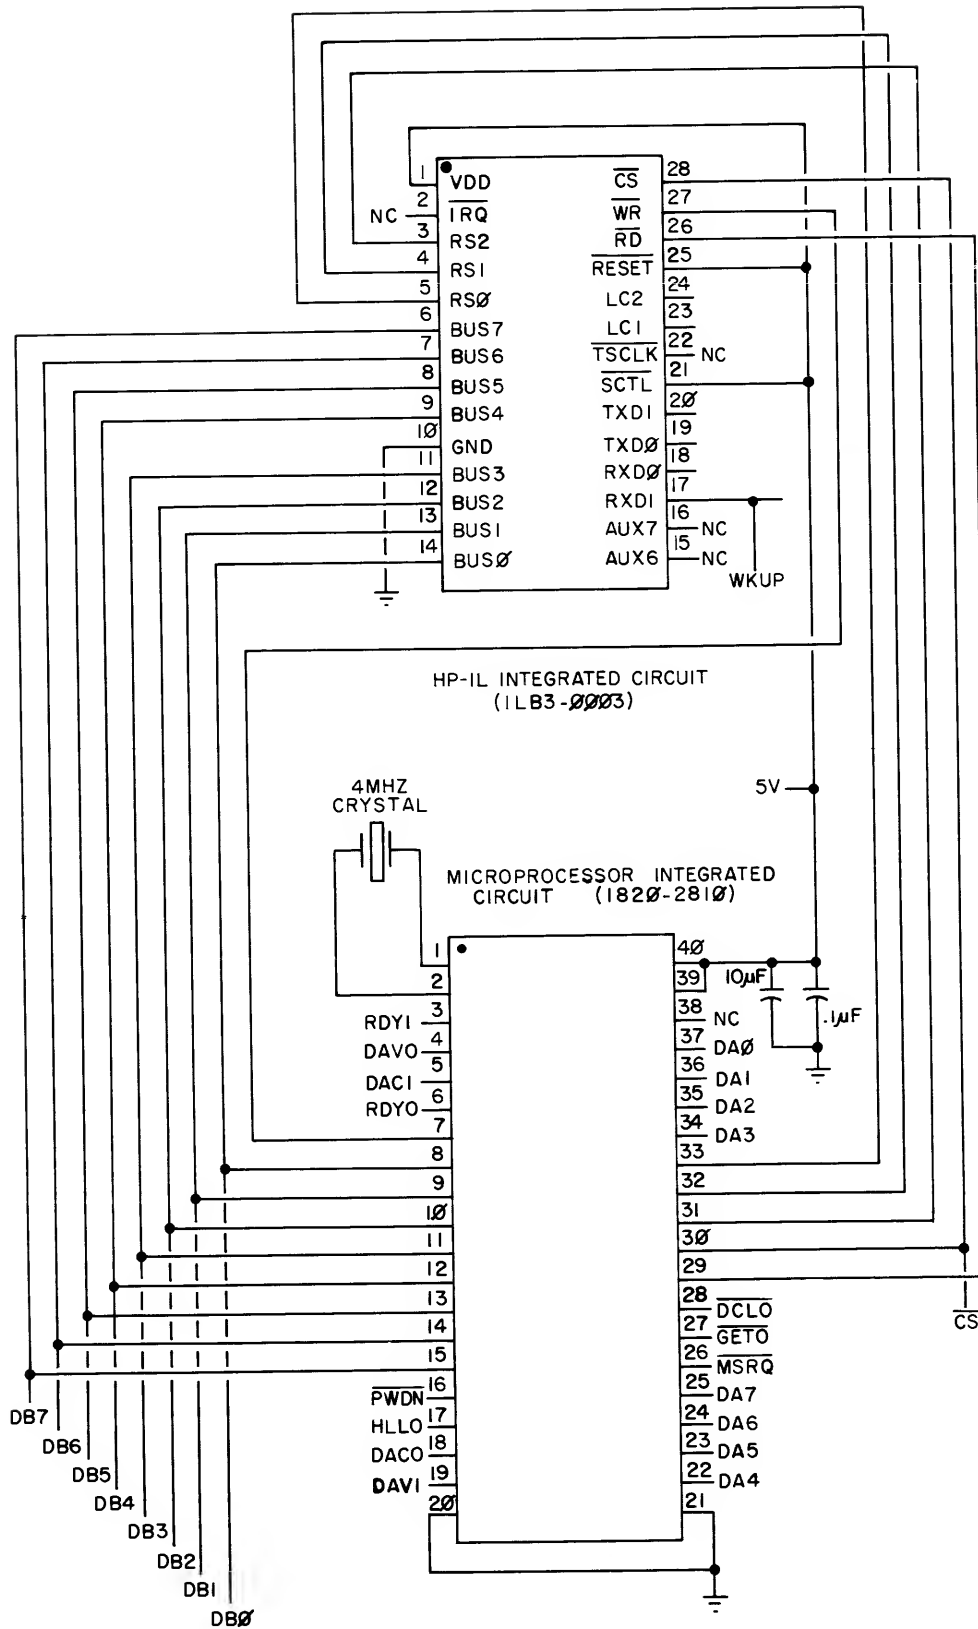 1 VDD CS 28
NC 2 IRQ WR 27
3 RS2 RD 26
4 RS1 RESET 25
5 RSØ LC2 24
6 BUS7 LC1 23
7 BUS6 TSCLK 22 NC
8 BUS5 SCTL 21
9 BUS4 TXD1 2Ø
1Ø GND TXDØ 19
11 BUS3 RXDØ 18
12 BUS2 RXD1 17
13 BUS1 AUX7 16 NC
14 BUSØ AUX6 15 NC
WKUP
HP-IL INTEGRATED CIRCUIT
(1LB3-ØØØ3)
5V
4MHZ
CRYSTAL
MICROPROCESSOR INTEGRATED
CIRCUIT (182Ø-281Ø)
1 4Ø
2 39 10µF
RDY1 3 38 NC .1µF
DAVO 4 37 DAØ
DAC1 5 36 DA1
RDYO 6 35 DA2
7 34 DA3
8 33
9 32
1Ø 31
11 3Ø
12 29
13 28 DCLO CS
14 27 GETO
15 26 MSRQ
PWDN 16 25 DA7
HLLO 17 24 DA6
DACO 18 23 DA5
DAV1 19 22 DA4
2Ø 21
DB7
DB6
DB5
DB4
DB3
DB2
DB1
DBØ